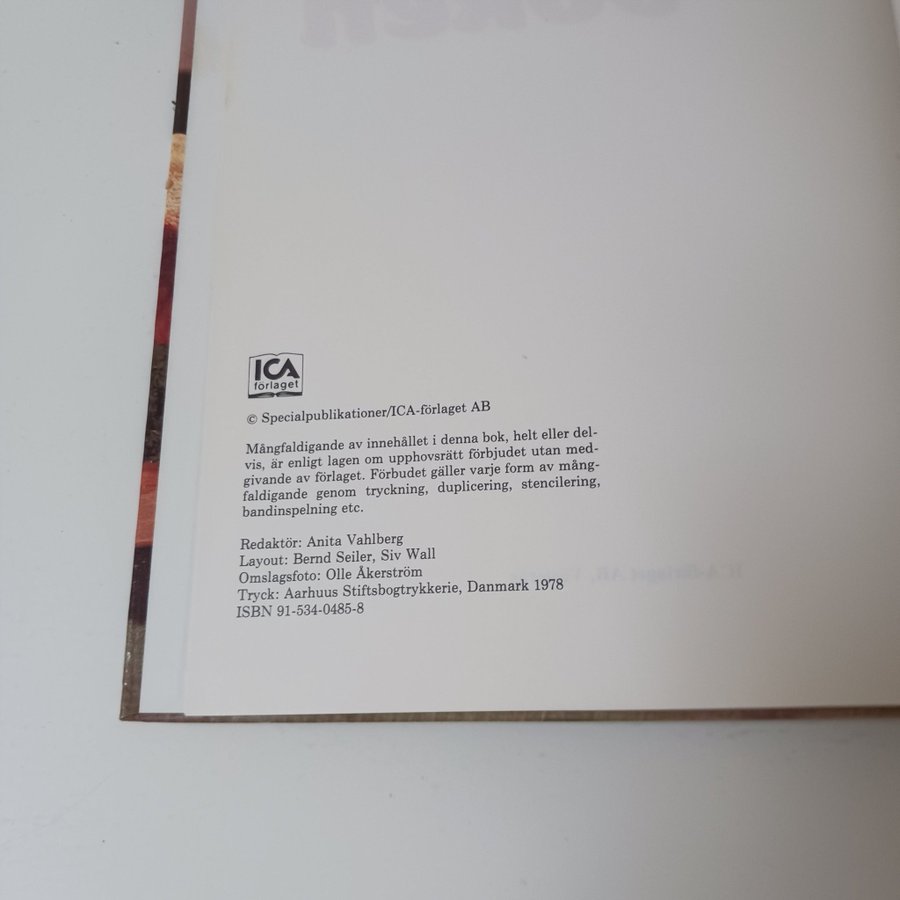 ICA
förlaget
© Specialpublikationer/ICA-förlaget AB
Mångfaldigande av innehållet i denna bok, helt eller del-
vis, är enligt lagen om upphovsrätt förbjudet utan med-
givande av förlaget. Förbudet gäller varje form av mång-
faldigande genom tryckning, duplicering, stencilering,
bandinspelning etc.
Redaktör: Anita Vahlberg
Layout: Bernd Seiler, Siv Wall
Omslagsfoto: Olle Åkerström
Tryck: Aarhuus Stiftsbogtrykkerie, Danmark 1978
ISBN 91-534-0485-8